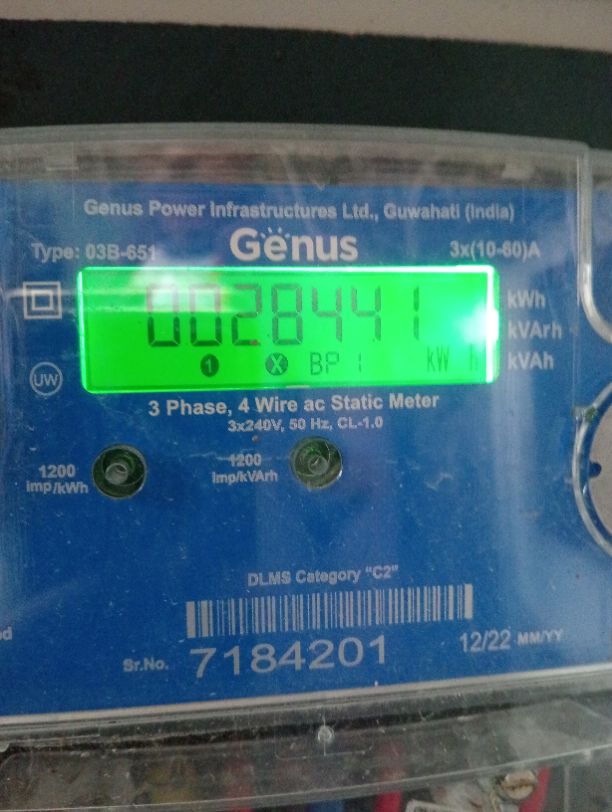 Genus Power Infrastructures Ltd., Guwahati (India)
Type: 03B-651
Genus
3x(10-60)A
0028441
kWh
kVArh
kVAh
1 X BP 1 kW h
UW
3 Phase, 4 Wire ac Static Meter
3x240V, 50 Hz, CL-1.0
1200
imp/kWh
1200
imp/kVArh
DLMS Category "C2"
Sr.No. 7184201
12/22 MM/YY